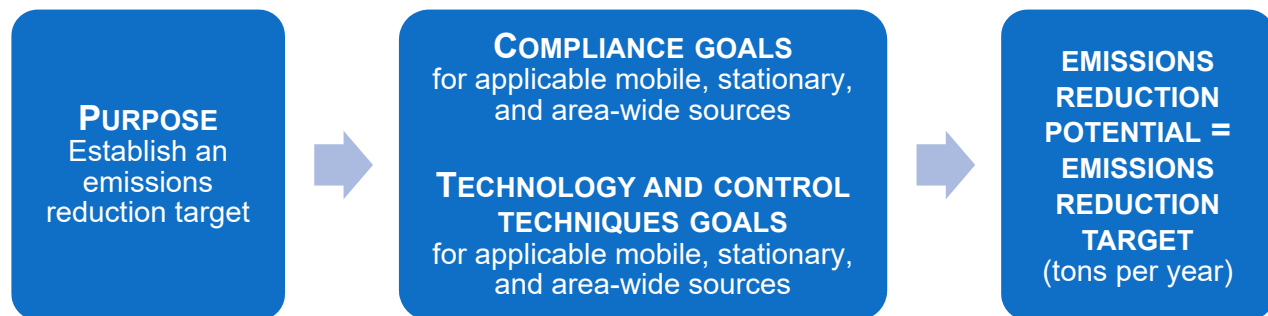 PURPOSE
Establish an
emissions
reduction target
COMPLIANCE GOALS
for applicable mobile, stationary,
and area-wide sources
TECHNOLOGY AND CONTROL
TECHNIQUES GOALS
for applicable mobile, stationary,
and area-wide sources
EMISSIONS
REDUCTION
POTENTIAL =
EMISSIONS
REDUCTION
TARGET
(tons per year)